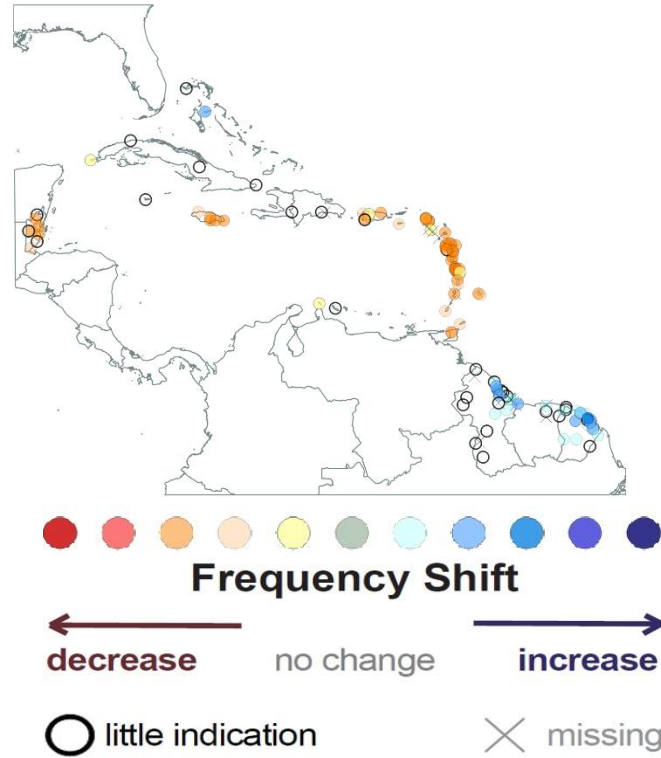 Frequency Shift
decrease no change increase
little indication missing